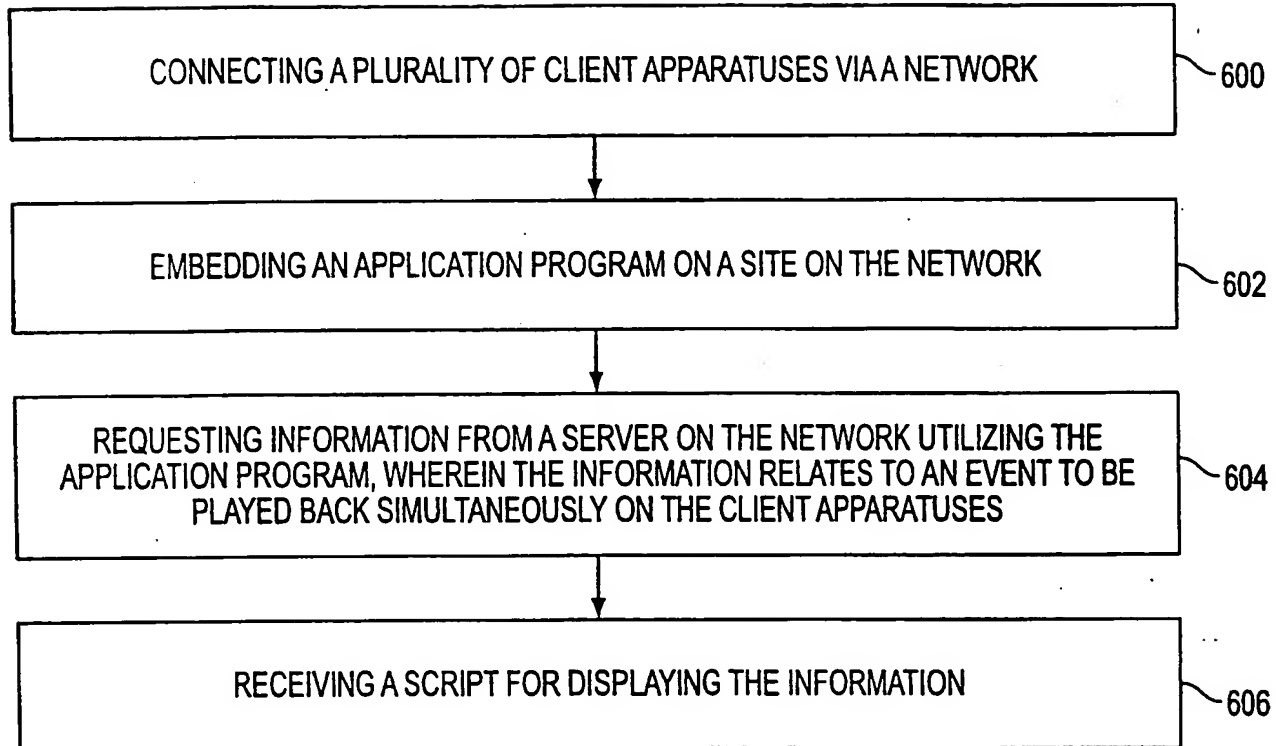 CONNECTING A PLURALITY OF CLIENT APPARATUSES VIA A NETWORK
600
EMBEDDING AN APPLICATION PROGRAM ON A SITE ON THE NETWORK
602
REQUESTING INFORMATION FROM A SERVER ON THE NETWORK UTILIZING THE
APPLICATION PROGRAM, WHEREIN THE INFORMATION RELATES TO AN EVENT TO BE
PLAYED BACK SIMULTANEOUSLY ON THE CLIENT APPARATUSES
604
RECEIVING A SCRIPT FOR DISPLAYING THE INFORMATION
606